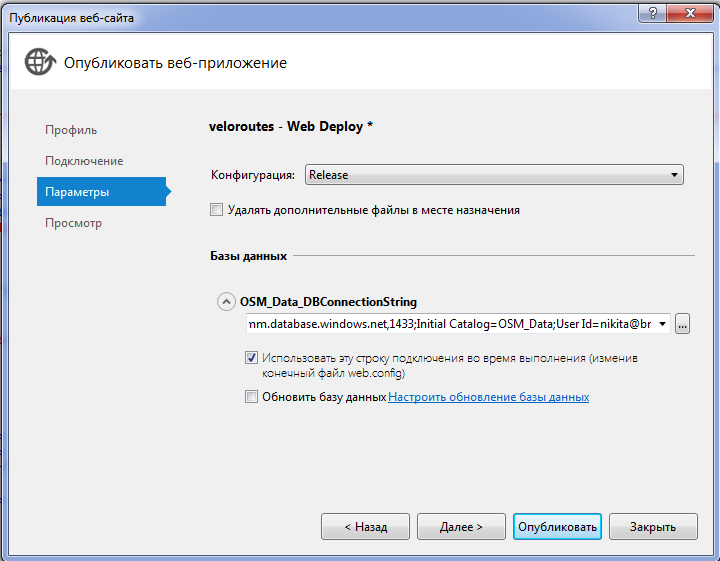 Публикация веб-сайта
?
Опубликовать веб-приложение
Профиль
Подключение
Параметры
Просмотр
veloroutes - Web Deploy *
Конфигурация: Release
Удалять дополнительные файлы в месте назначения
Базы данных
OSM_Data_DBConnectionString
nm.database.windows.net,1433;Initial Catalog=OSM_Data;User Id=nikita@br
...
Использовать эту строку подключения во время выполнения (изменив
конечный файл web.config)
Обновить базу данных Настроить обновление базы данных
< Назад
Далее >
Опубликовать
Закрыть